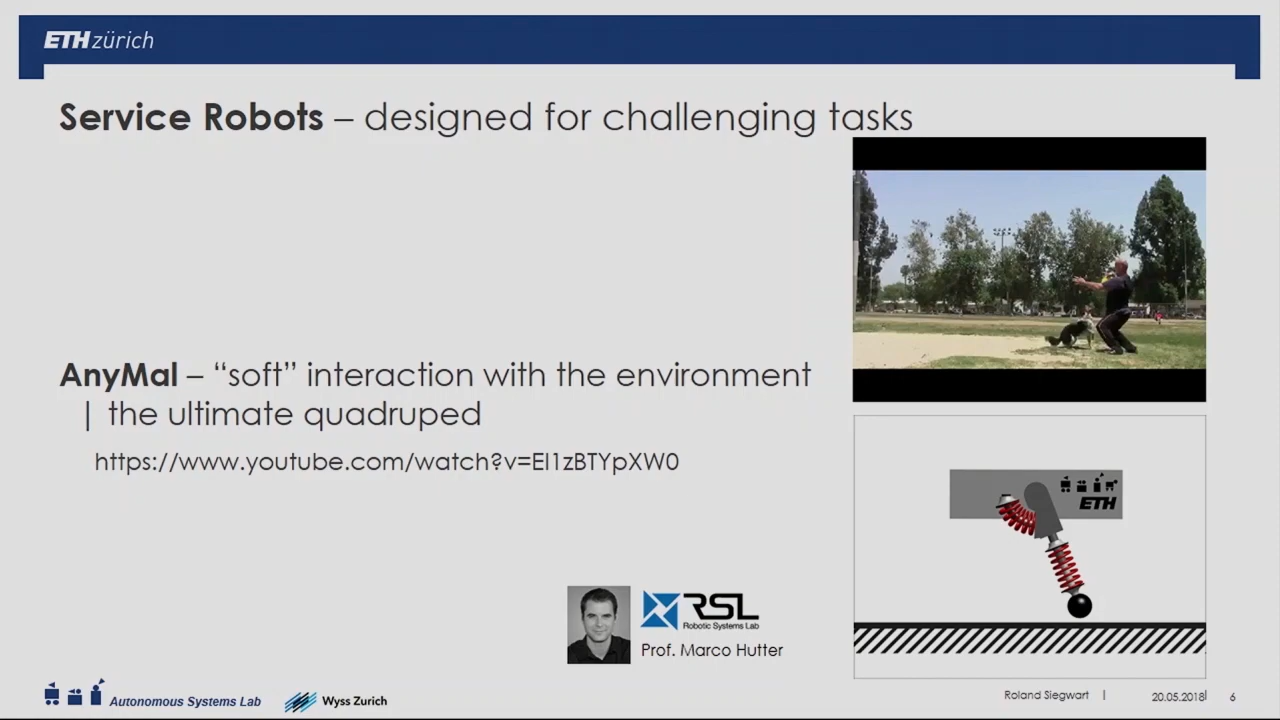 ETH zürich
Service Robots – designed for challenging tasks
AnyMal – “soft” interaction with the environment
| the ultimate quadruped
https://www.youtube.com/watch?v=EI1zBTYpXW0
ETH
RSL
Robotic Systems Lab
Prof. Marco Hutter
Autonomous Systems Lab
Wyss Zurich
Roland Siegwart |
20.05.2018|
6